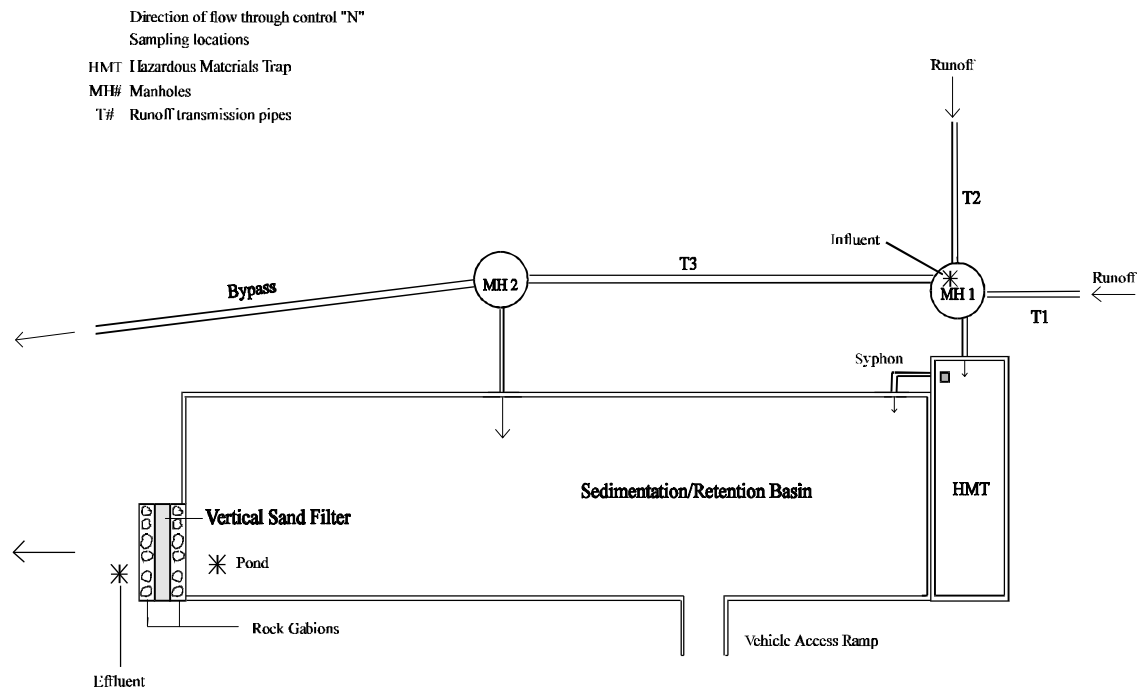 Direction of flow through control "N"
Sampling locations
HMT Hazardous Materials Trap
MH# Manholes
T# Runoff transmission pipes
Runoff
T2
Influent
T3
MH 2
MH 1
Runoff
T1
Bypass
Syphon
Sedimentation/Retention Basin
HMT
Vertical Sand Filter
Pond
Rock Gabions
Vehicle Access Ramp
Effluent